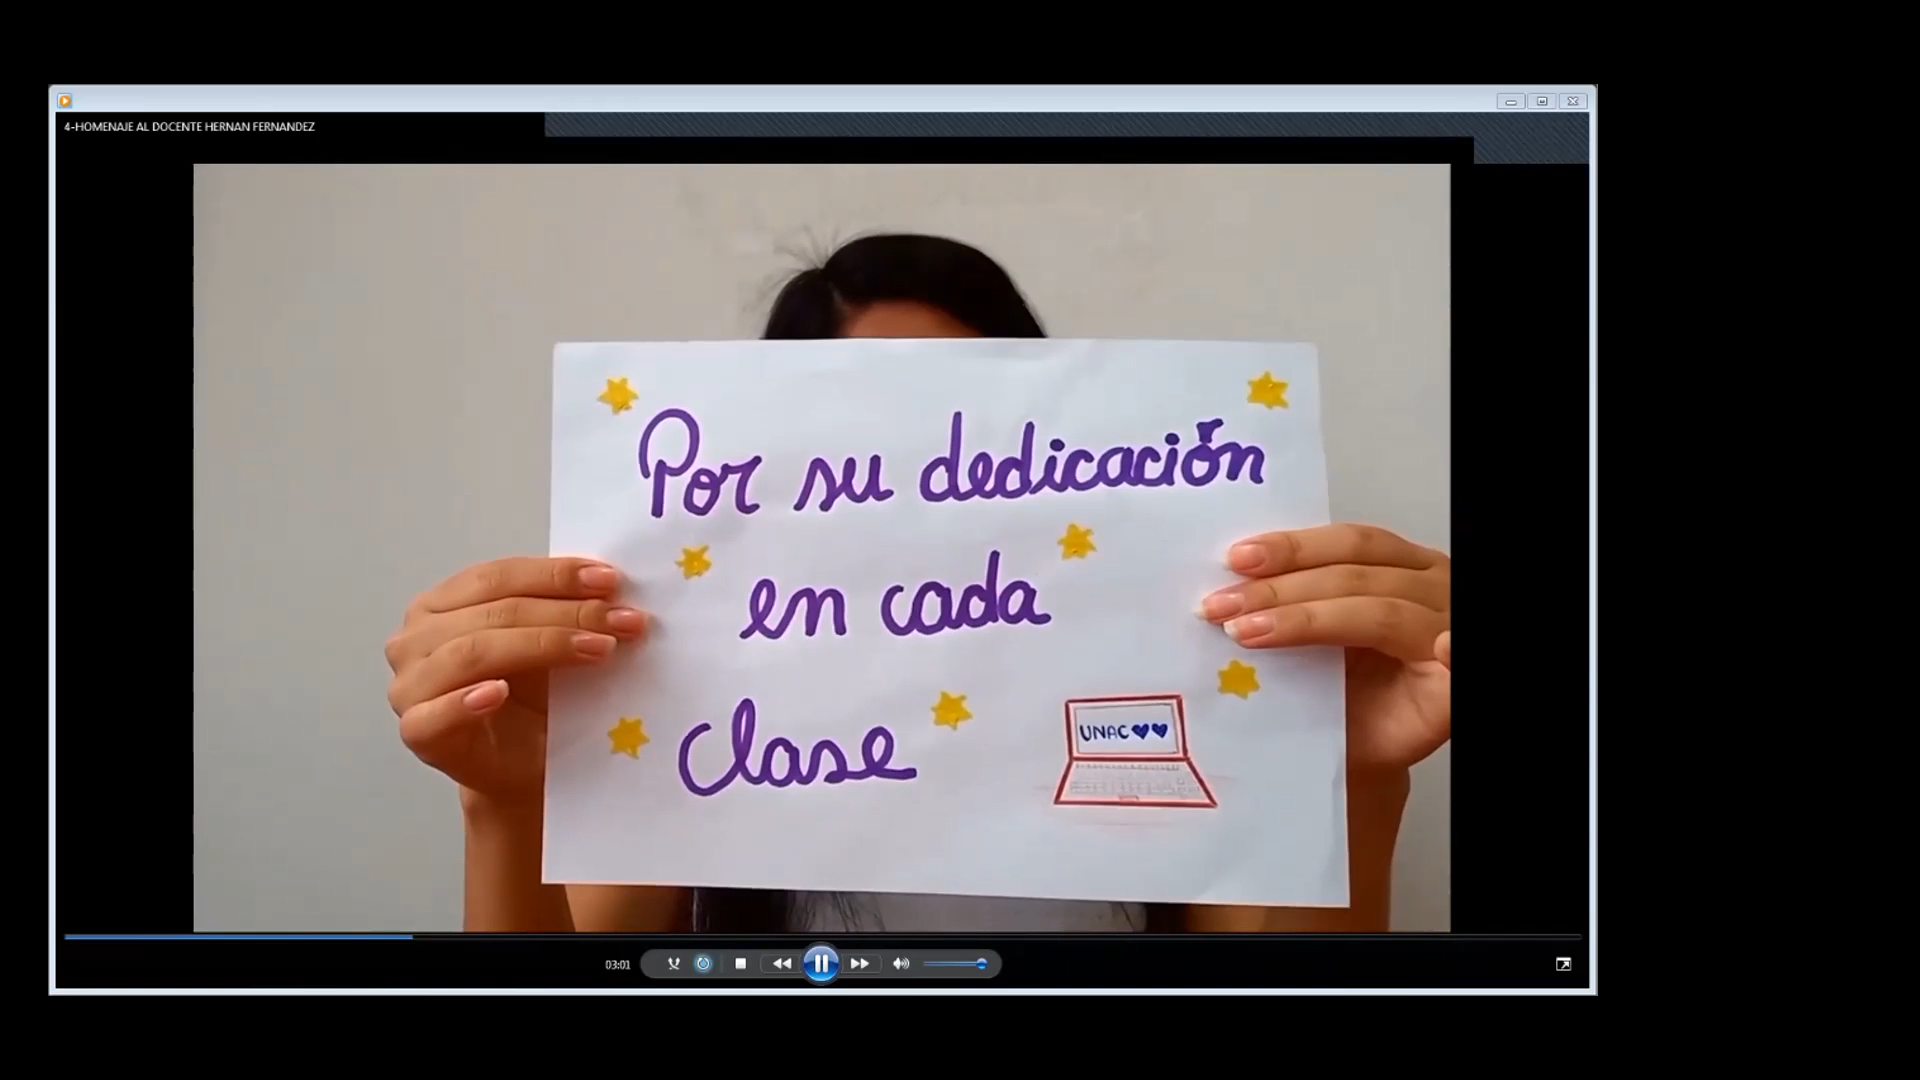 4-HOMENAJE AL DOCENTE HERNAN FERNANDEZ
Por su dedicación
en cada
clase
UNAC
03:01